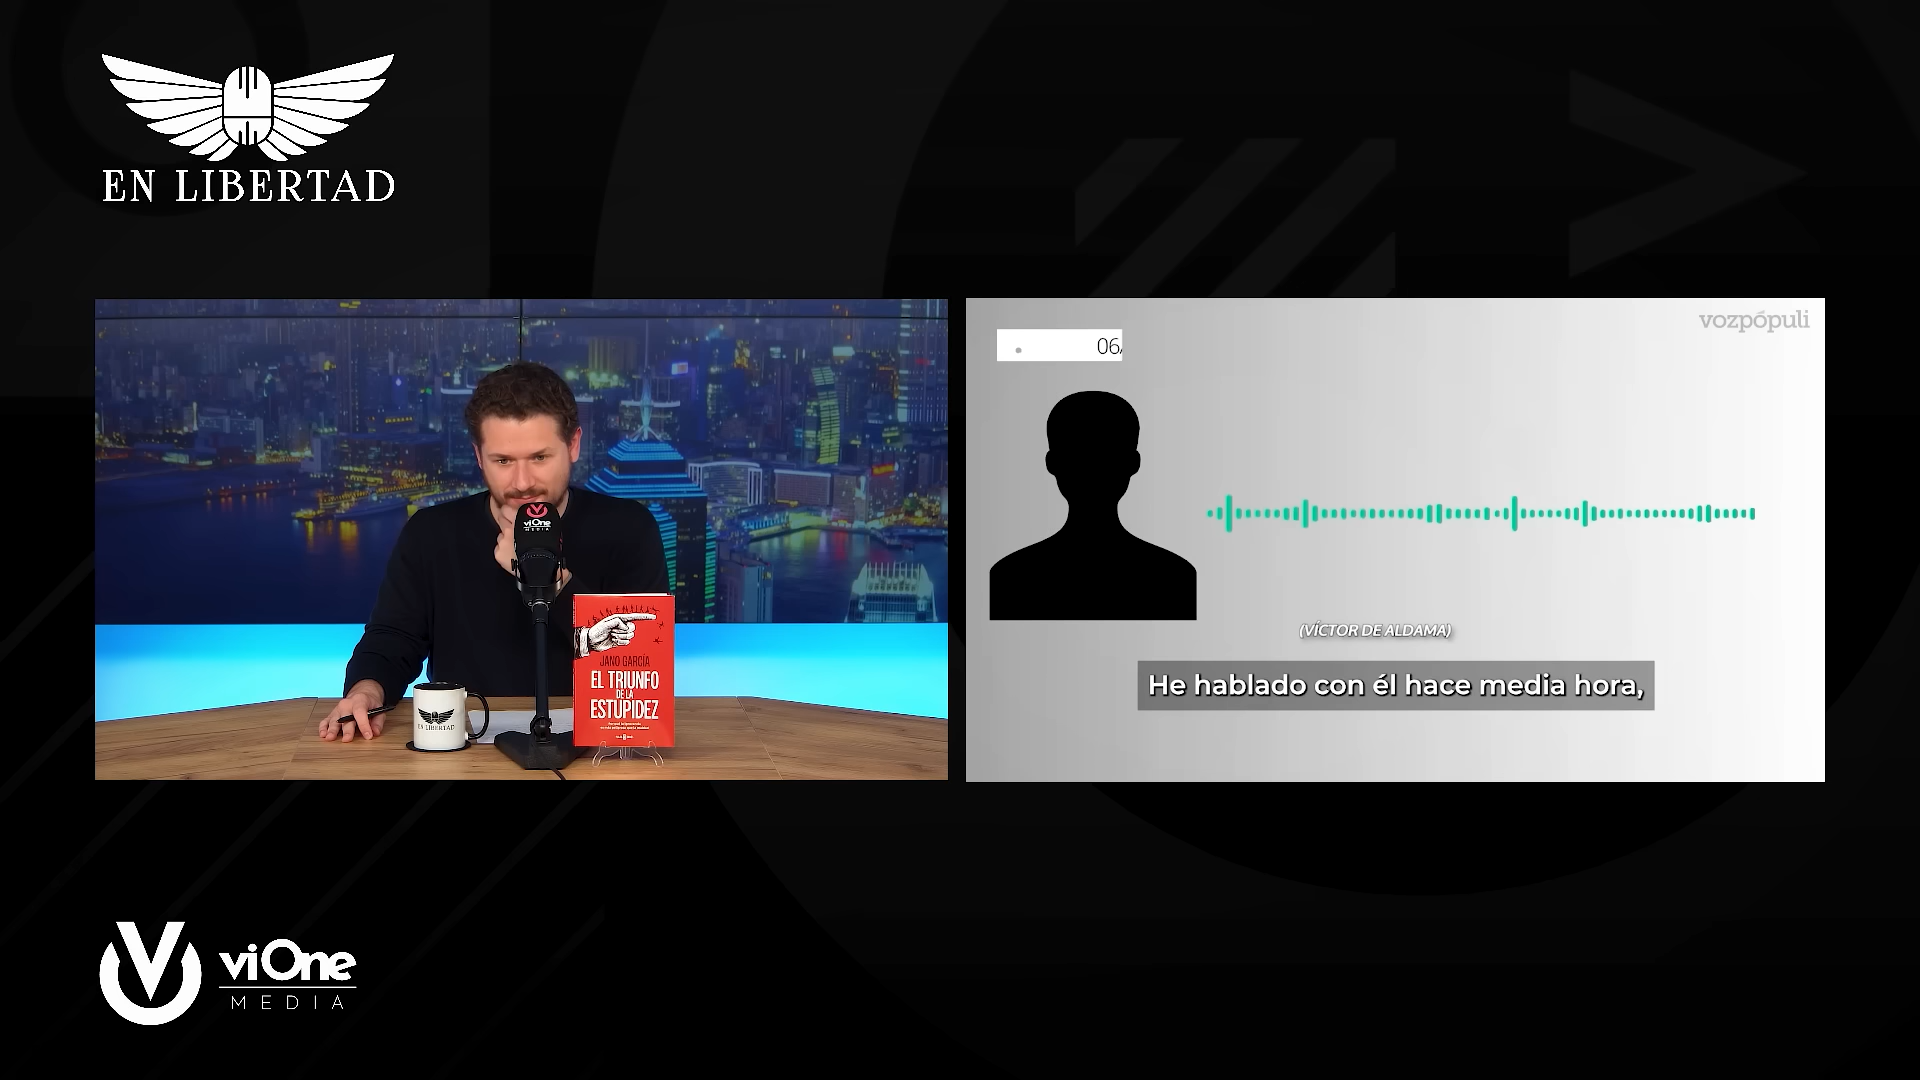 EN LIBERTAD
vozpópuli
06
viOne
MEDIA
JANO GARCÍA
EL TRIUNFO
DE LA
ESTUPIDEZ
EN LIBERTAD
(VÍCTOR DE ALDAMA)
He hablado con él hace media hora,
viOne
MEDIA